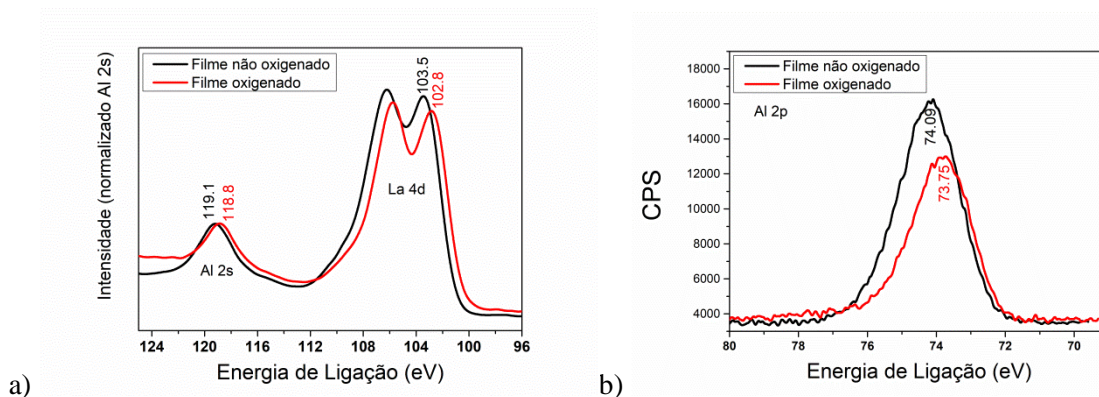 Intensidade (normalizado Al 2s)
Filme não oxigenado
Filme oxigenado
119.1
118.8
Al 2s
103.5
102.8
La 4d
124 120 116 112 108 104 100 96
Energia de Ligação (eV)
a)
CPS
18000
16000
14000
12000
10000
8000
6000
4000
Filme não oxigenado
Filme oxigenado
Al 2p
74.09
73.75
80 78 76 74 72 70
Energia de Ligação (eV)
b)